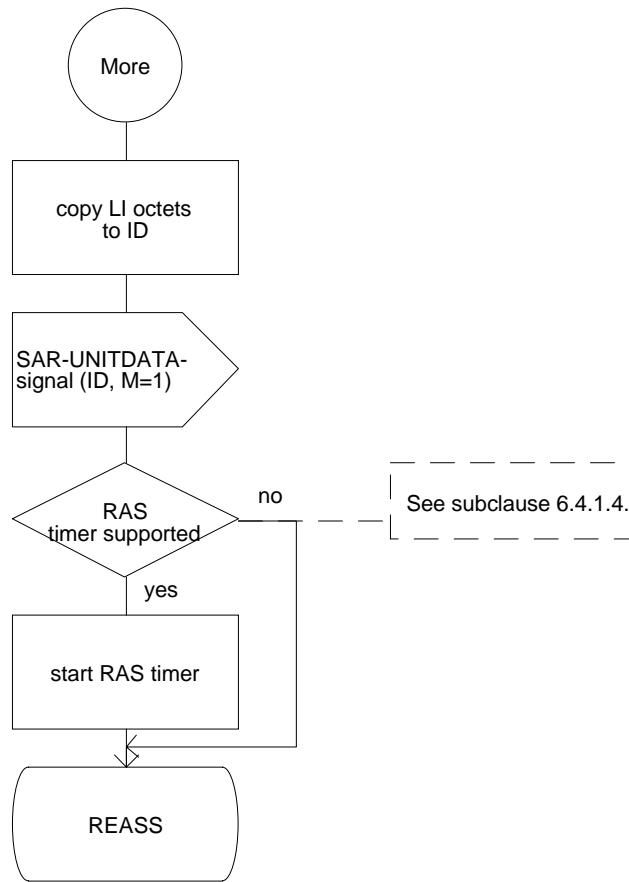 More
copy LI octets
to ID
SAR-UNITDATA-
signal (ID, M=1)
RAS
timer supported
no
See subclause 6.4.1.4.
yes
start RAS timer
REASS